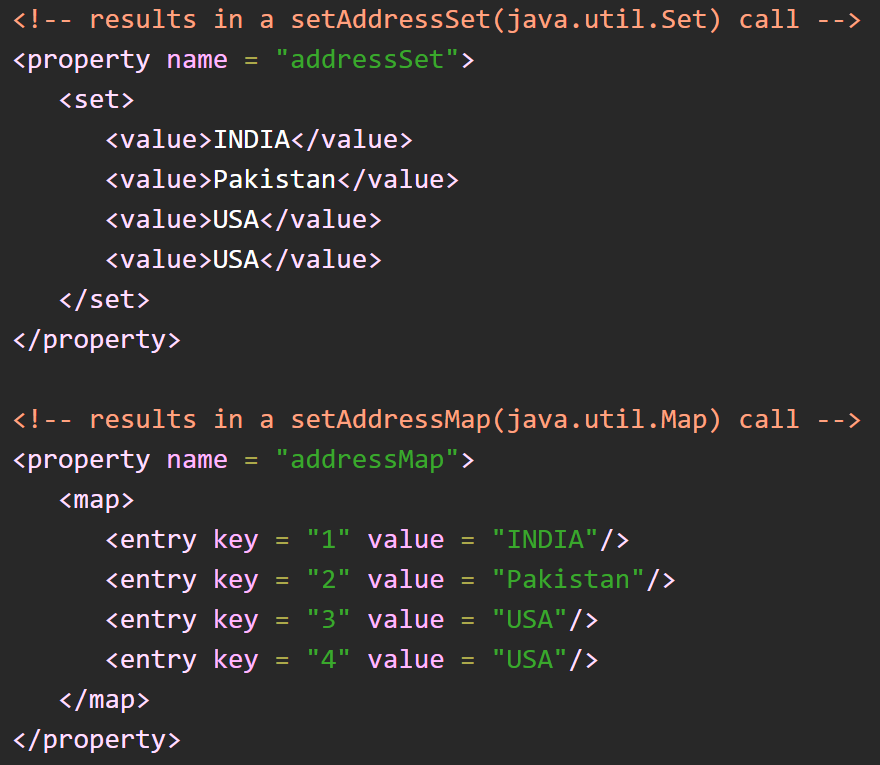 <!-- results in a setAddressSet(java.util.Set) call -->
<property name = "addressSet">
   <set>
      <value>INDIA</value>
      <value>Pakistan</value>
      <value>USA</value>
      <value>USA</value>
   </set>
</property>

<!-- results in a setAddressMap(java.util.Map) call -->
<property name = "addressMap">
   <map>
      <entry key = "1" value = "INDIA"/>
      <entry key = "2" value = "Pakistan"/>
      <entry key = "3" value = "USA"/>
      <entry key = "4" value = "USA"/>
   </map>
</property>